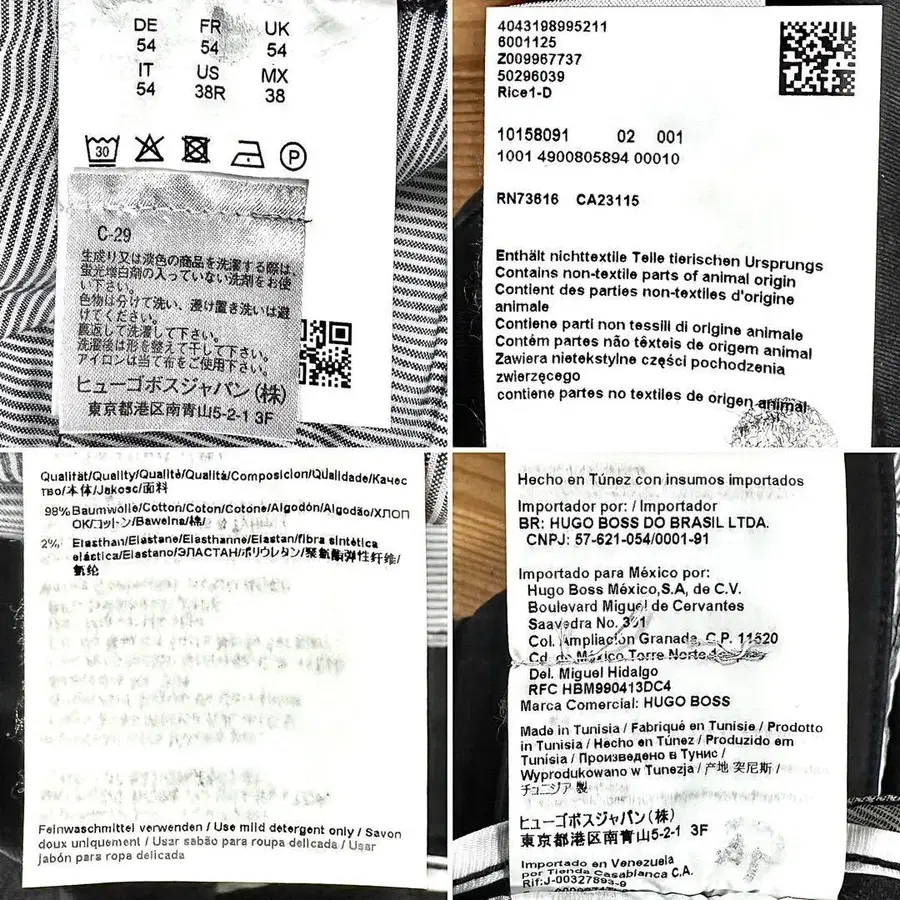 DE FR UK
54 54 54
IT US MX
54 38R 38
30 P
C-29
生成り又は淡色の商品を洗濯する際は、
蛍光増白剤の入っていない洗剤をお使
い下さい。
色物は分けて洗い、浸け置き洗いは避
けてください。
裏返して洗濯して下さい。
洗濯後は形を整えて干して下さい。
アイロンは当て布をご使用下さい。
ヒューゴボスジャパン(株)
東京都港区南青山5-2-1 3F
4043198995211
6001125
Z009967737
50296039
Rice1-D
10158091 02 001
1001 4900805894 00010
RN73616 CA23115
Enthält nichttextile Teile tierischen Ursprungs
Contains non-textile parts of animal origin
Contient des parties non-textiles d'origine
animale
Contiene parti non tessili di origine animale
Contém partes não têxteis de origem animal
Zawiera nietekstylne części pochodzenia
zwierzęcego
contiene partes no textiles de origen animal
Qualität/Quality/Qualité/Qualità/Composicion/Qualidade/Качес
тво/本体/Jakosc/面料
98% Baumwolle/Cotton/Coton/Cotone/Algodón/Algodão/ХЛОП
ОК/コットン/Bawelna/棉/
2% Elasthan/Elastane/Elasthanne/Elastan/fibra sintética
elástica/Elastano/ЭЛАСТАН/ポリウレタン/聚氨酯弹性纤维/
氨纶
Feinwaschmittel verwenden / Use mild detergent only / Savon
doux uniquement / Usar sabão para roupa delicada / Usar
jabón para ropa delicada
Hecho en Túnez con insumos importados
Importador por: / Importador
BR: HUGO BOSS DO BRASIL LTDA.
CNPJ: 57-621-054/0001-91
Importado para México por:
Hugo Boss México,S.A, de C.V.
Boulevard Miguel de Cervantes
Saavedra No. 301
Col. Ampliación Granada, C.P. 11520
Cd. de México Torre Norte
Del. Miguel Hidalgo
RFC HBM990413DC4
Marca Comercial: HUGO BOSS
Made in Tunisia / Fabriqué en Tunisie / Prodotto
in Tunisia / Hecho en Túnez / Produzido em
Tunisia / Произведено в Тунис /
Wyprodukowano w Tunezja / 产地 突尼斯 /
チュニジア 製
ヒューゴボスジャパン(株)
東京都港区南青山5-2-1 3F
Importado en Venezuela
por Tienda Casablanca C.A.
Rif:J-00327893-9